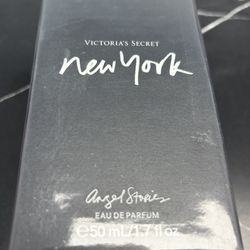 VICTORIA'S SECRET
new york
Angel Stories
EAU DE PARFUM
℮50 mL/1.7 fl oz